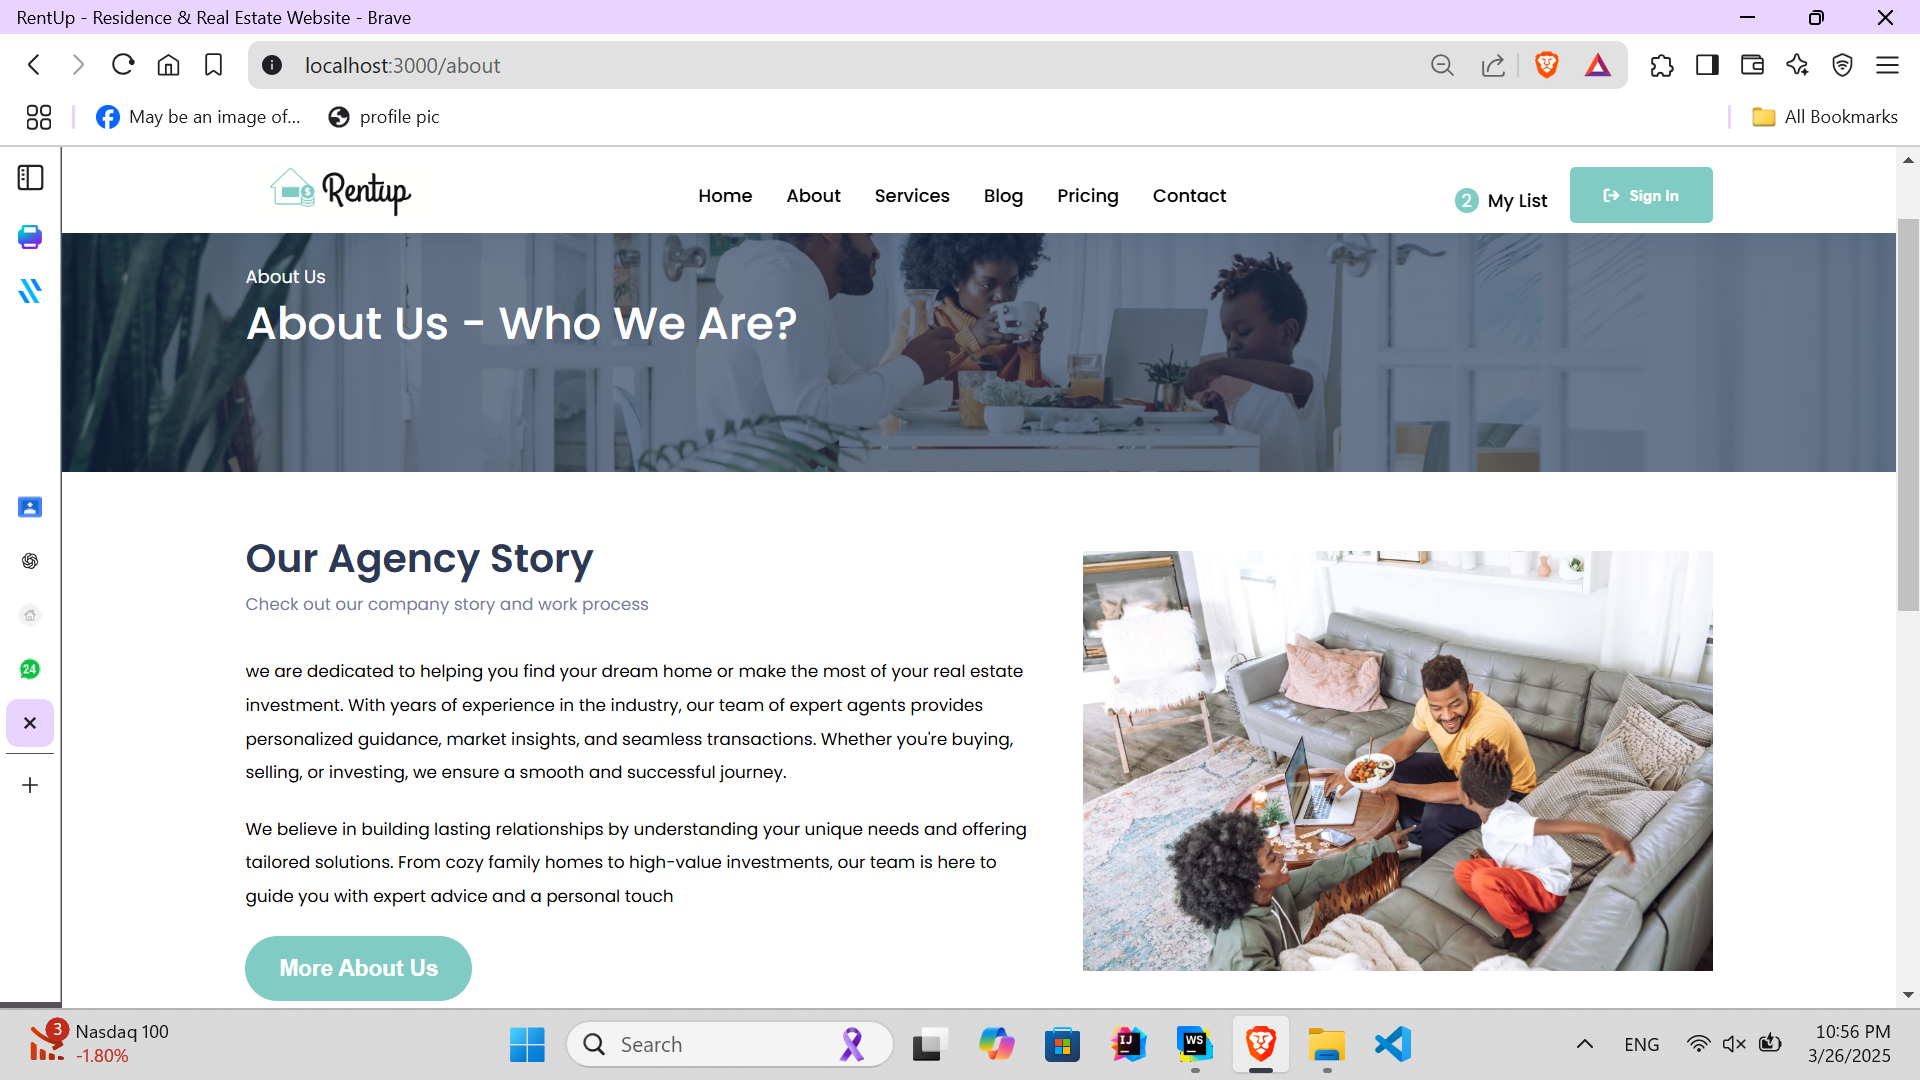 RentUp - Residence & Real Estate Website - Brave
localhost:3000/about
May be an image of...
profile pic
All Bookmarks
Rentup
Home
About
Services
Blog
Pricing
Contact
2
My List
Sign In
About Us
About Us - Who We Are?
Our Agency Story
Check out our company story and work process
we are dedicated to helping you find your dream home or make the most of your real estate
investment. With years of experience in the industry, our team of expert agents provides
personalized guidance, market insights, and seamless transactions. Whether you're buying,
selling, or investing, we ensure a smooth and successful journey.
We believe in building lasting relationships by understanding your unique needs and offering
tailored solutions. From cozy family homes to high-value investments, our team is here to
guide you with expert advice and a personal touch
More About Us
24
3
Nasdaq 100
-1.80%
Search
IJ
WS
ENG
10:56 PM
3/26/2025